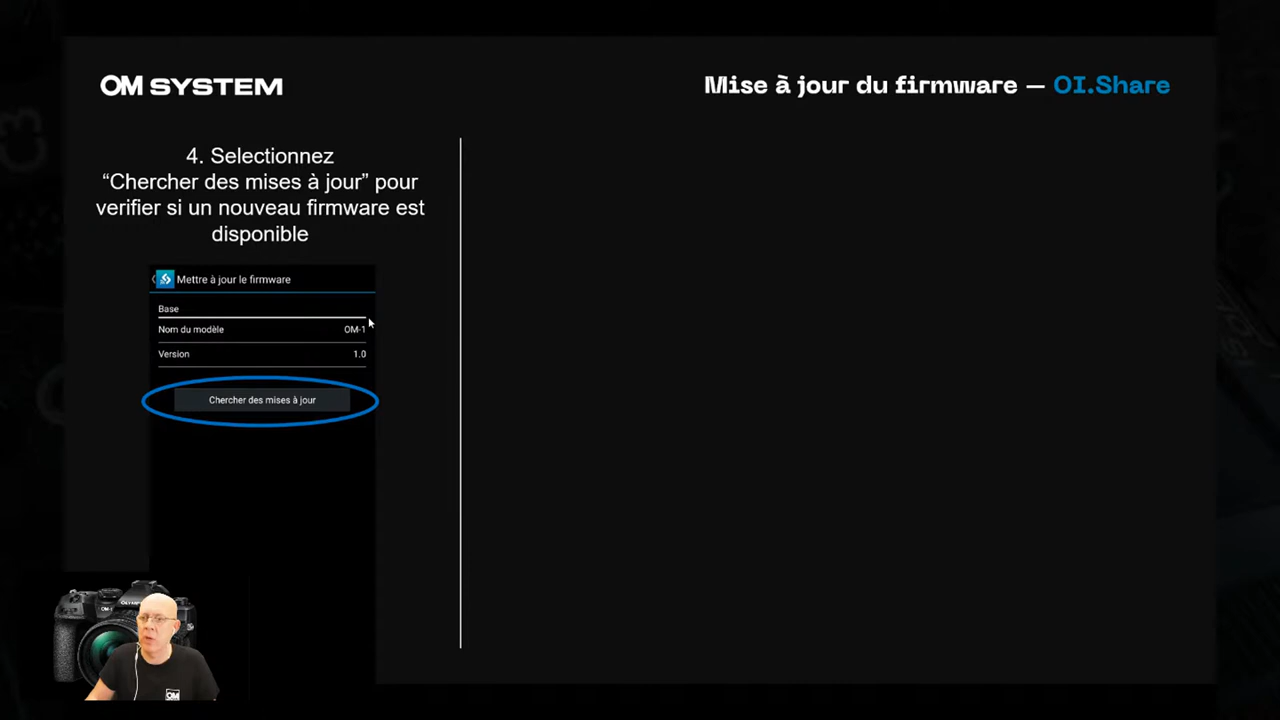 OM SYSTEM
Mise à jour du firmware — OI.Share
4. Selectionnez
“Chercher des mises à jour” pour
verifier si un nouveau firmware est
disponible
Mettre à jour le firmware
Base
Nom du modèle OM-1
Version 1.0
Chercher des mises à jour
OM